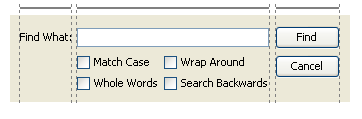 Find What: Find
Match Case Wrap Around Cancel
Whole Words Search Backwards